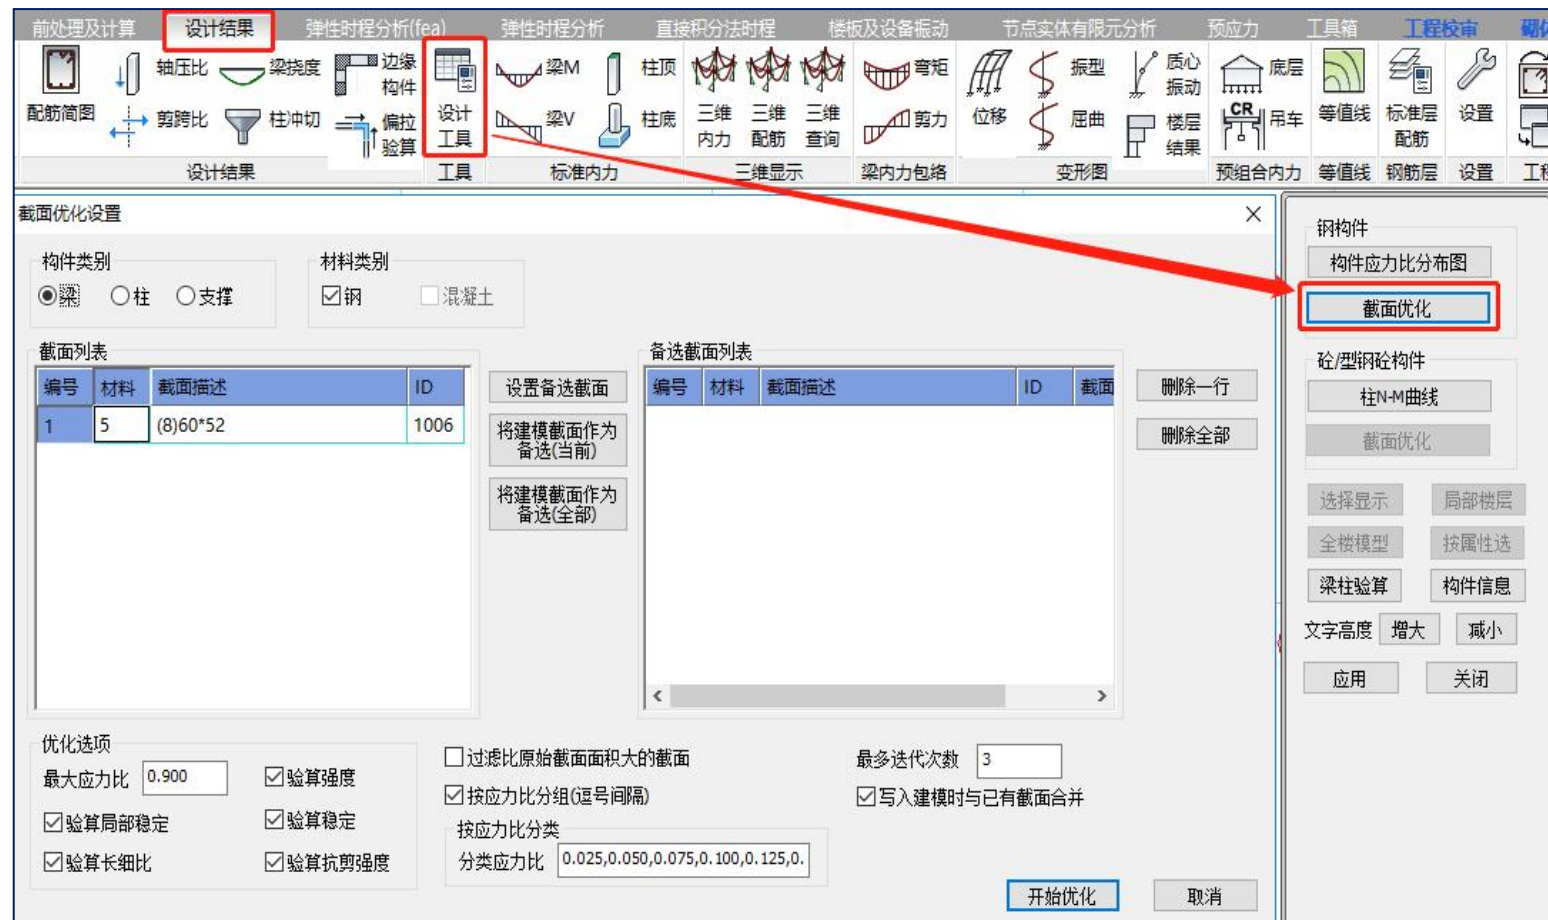 前处理及计算 设计结果 弹性时程分析(fea) 弹性时程分析 直接积分法时程 楼板及设备振动 节点实体有限元分析 预应力 工具箱 工程校审
轴压比 梁挠度 边缘构件 梁M 柱顶 弯矩 振型 质心振动 底层
配筋简图 剪跨比 柱冲切 偏拉验算 设计工具 梁V 柱底 三维内力 三维配筋 三维查询 剪力 位移 屈曲 楼层结果 CR 吊车 等值线 标准层配筋 设置
设计结果 工具 标准内力 三维显示 梁内力包络 变形图 预组合内力 等值线 钢筋层 设置
截面优化设置
构件类别 材料类别
梁 柱 支撑 钢 混凝土
截面列表 备选截面列表
编号 材料 截面描述 ID 设置备选截面 编号 材料 截面描述 ID 截面 删除一行
1 5 (8)60*52 1006 将建模截面作为
备选(当前) 删除全部
将建模截面作为
备选(全部)
优化选项
最大应力比 0.900 验算强度
验算局部稳定 验算稳定
验算长细比 验算抗剪强度
过滤比原始截面面积大的截面 最多迭代次数 3
按应力比分组(逗号间隔) 写入建模时与已有截面合并
按应力比分类
分类应力比 0.025,0.050,0.075,0.100,0.125,0.
开始优化 取消
钢构件
构件应力比分布图
截面优化
砼/型钢砼构件
柱N-M曲线
截面优化
选择显示 局部楼层
全楼模型 按属性选
梁柱验算 构件信息
文字高度 增大 减小
应用 关闭